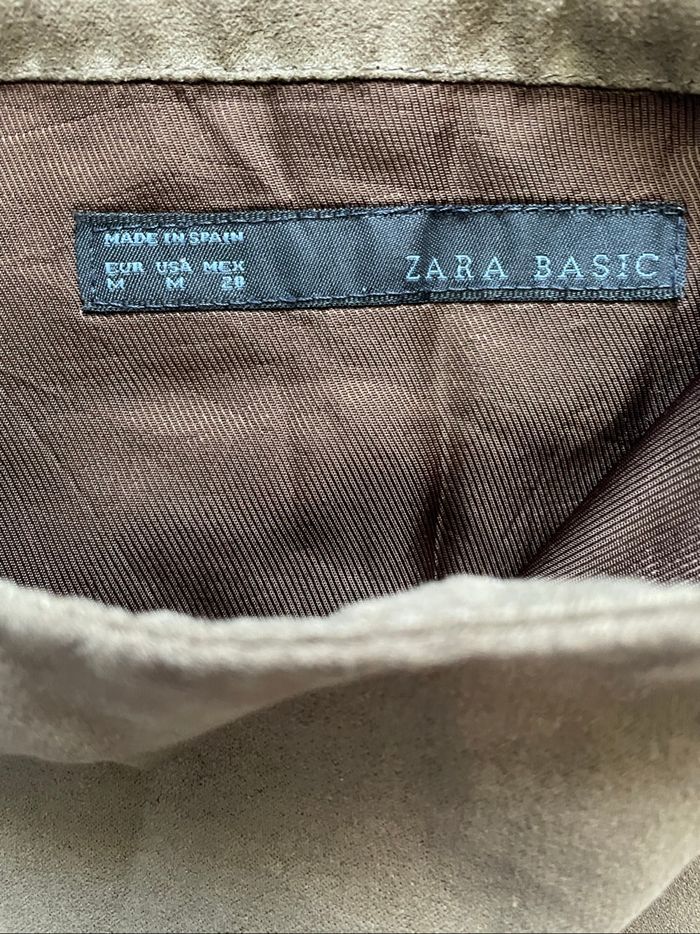 MADE IN SPAIN
EUR USA MEX
M M 28
ZARA BASIC